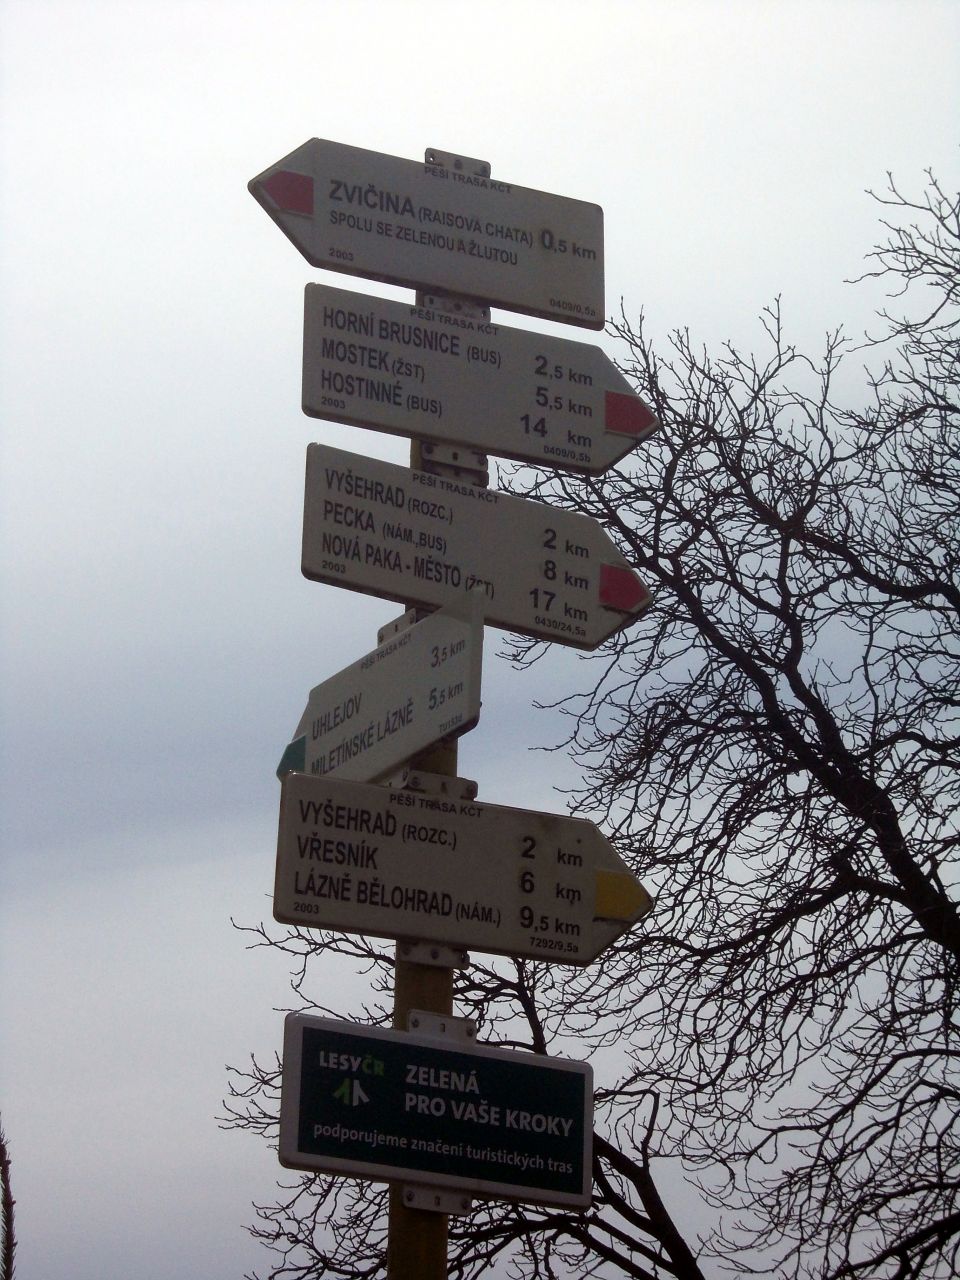 PĚŠÍ TRASA KČT
ZVIČINA (RAISOVA CHATA) 0,5 km
SPOLU SE ZELENOU A ŽLUTOU
2003 0409/0,5a
PĚŠÍ TRASA KČT
HORNÍ BRUSNICE (BUS) 2,5 km
MOSTEK (ŽST) 5,5 km
HOSTINNÉ (BUS) 14 km
2003 0409/0,5b
PĚŠÍ TRASA KČT
VYŠEHRAD (ROZC.) 2 km
PECKA (NÁM.,BUS) 8 km
NOVÁ PAKA - MĚSTO (ŽST) 17 km
2003 0430/24,5a
PĚŠÍ TRASA KČT
UHLEJOV 3,5 km
MILETÍNSKÉ LÁZNĚ 5,5 km
PĚŠÍ TRASA KČT
VYŠEHRAD (ROZC.) 2 km
VŘESNÍK 6 km
LÁZNĚ BĚLOHRAD (NÁM.) 9,5 km
2003 7292/9,5a
LESY ČR
ZELENÁ
PRO VAŠE KROKY
podporujeme značení turistických tras